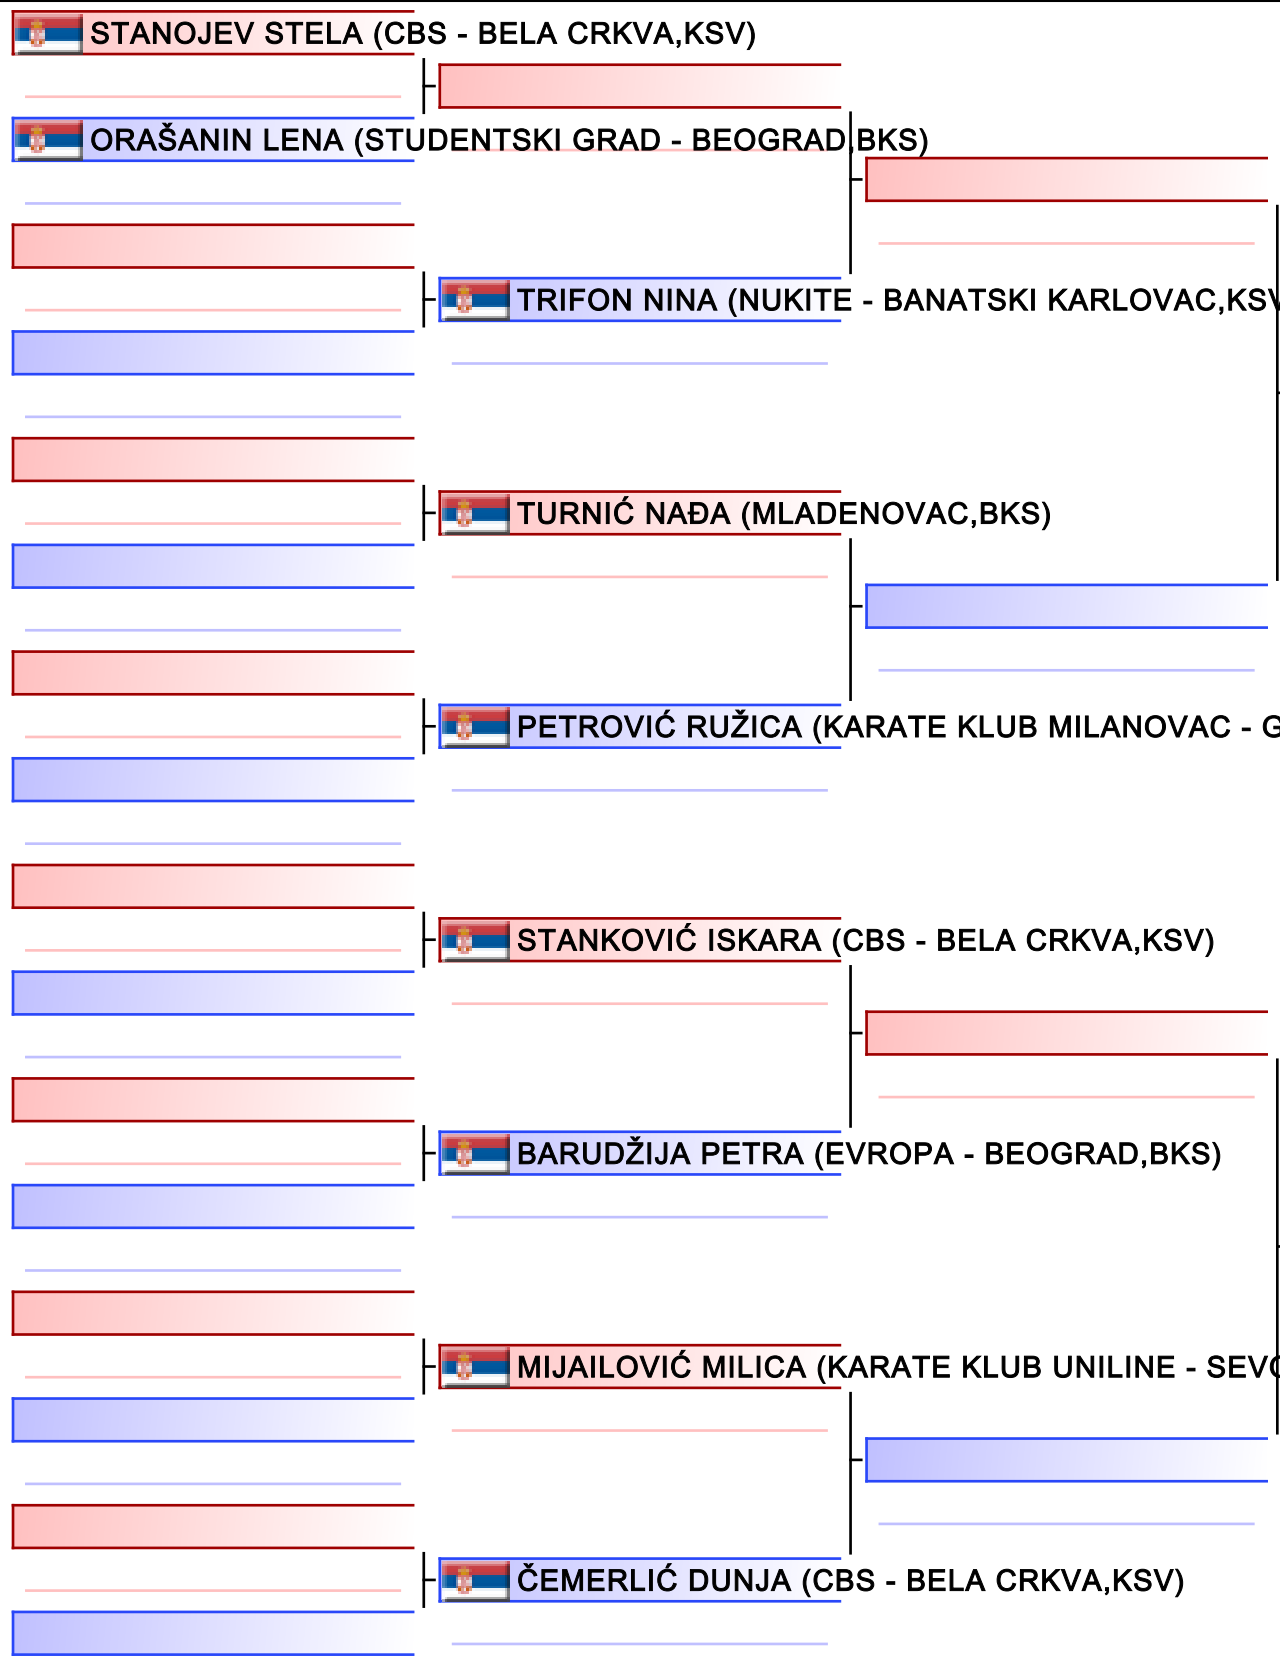 STANOJEV STELA (CBS - BELA CRKVA,KSV)
ORAŠANIN LENA (STUDENTSKI GRAD - BEOGRAD,BKS)
TRIFON NINA (NUKITE - BANATSKI KARLOVAC,KSV
TURNIĆ NAĐA (MLADENOVAC,BKS)
PETROVIĆ RUŽICA (KARATE KLUB MILANOVAC - G
STANKOVIĆ ISKARA (CBS - BELA CRKVA,KSV)
BARUDŽIJA PETRA (EVROPA - BEOGRAD,BKS)
MIJAILOVIĆ MILICA (KARATE KLUB UNILINE - SEVO
ČEMERLIĆ DUNJA (CBS - BELA CRKVA,KSV)